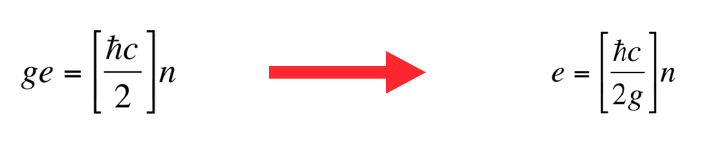 ge = [ħc/2]n
e = [ħc/2g]n